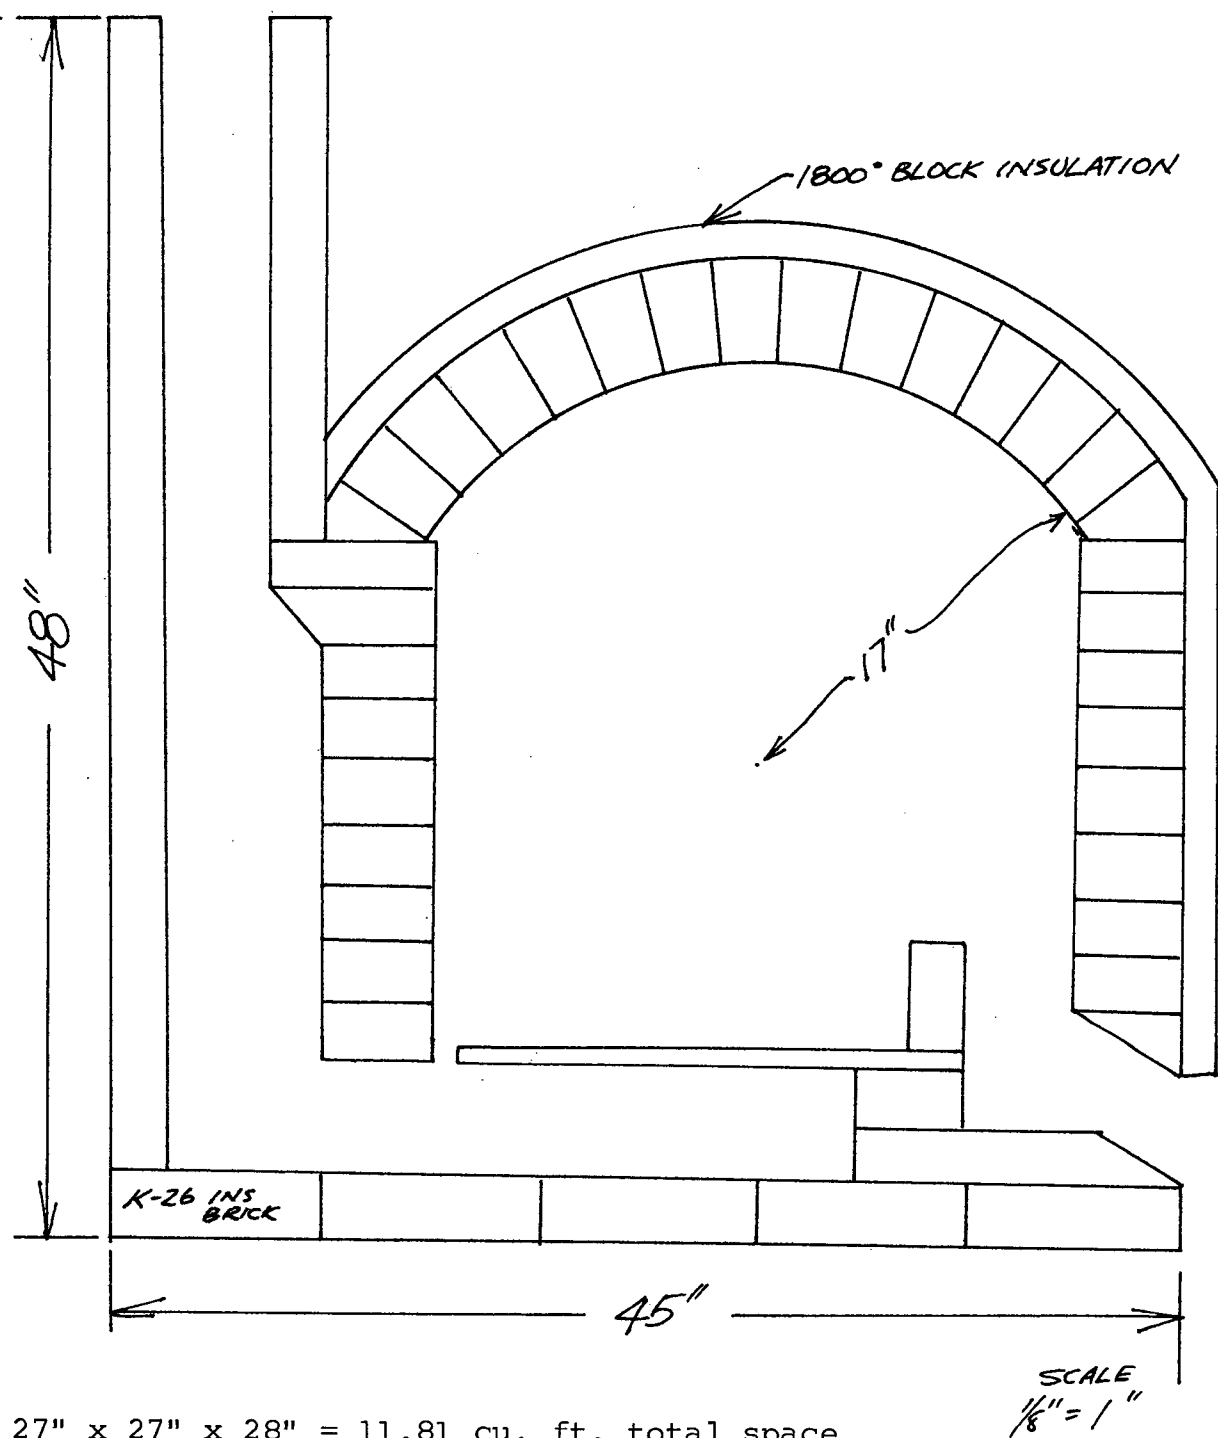 1800° BLOCK INSULATION
48"
17"
K-26 INS
BRICK
45"
SCALE
1/8" = 1"
27" x 27" x 28" = 11.81 cu. ft. total space